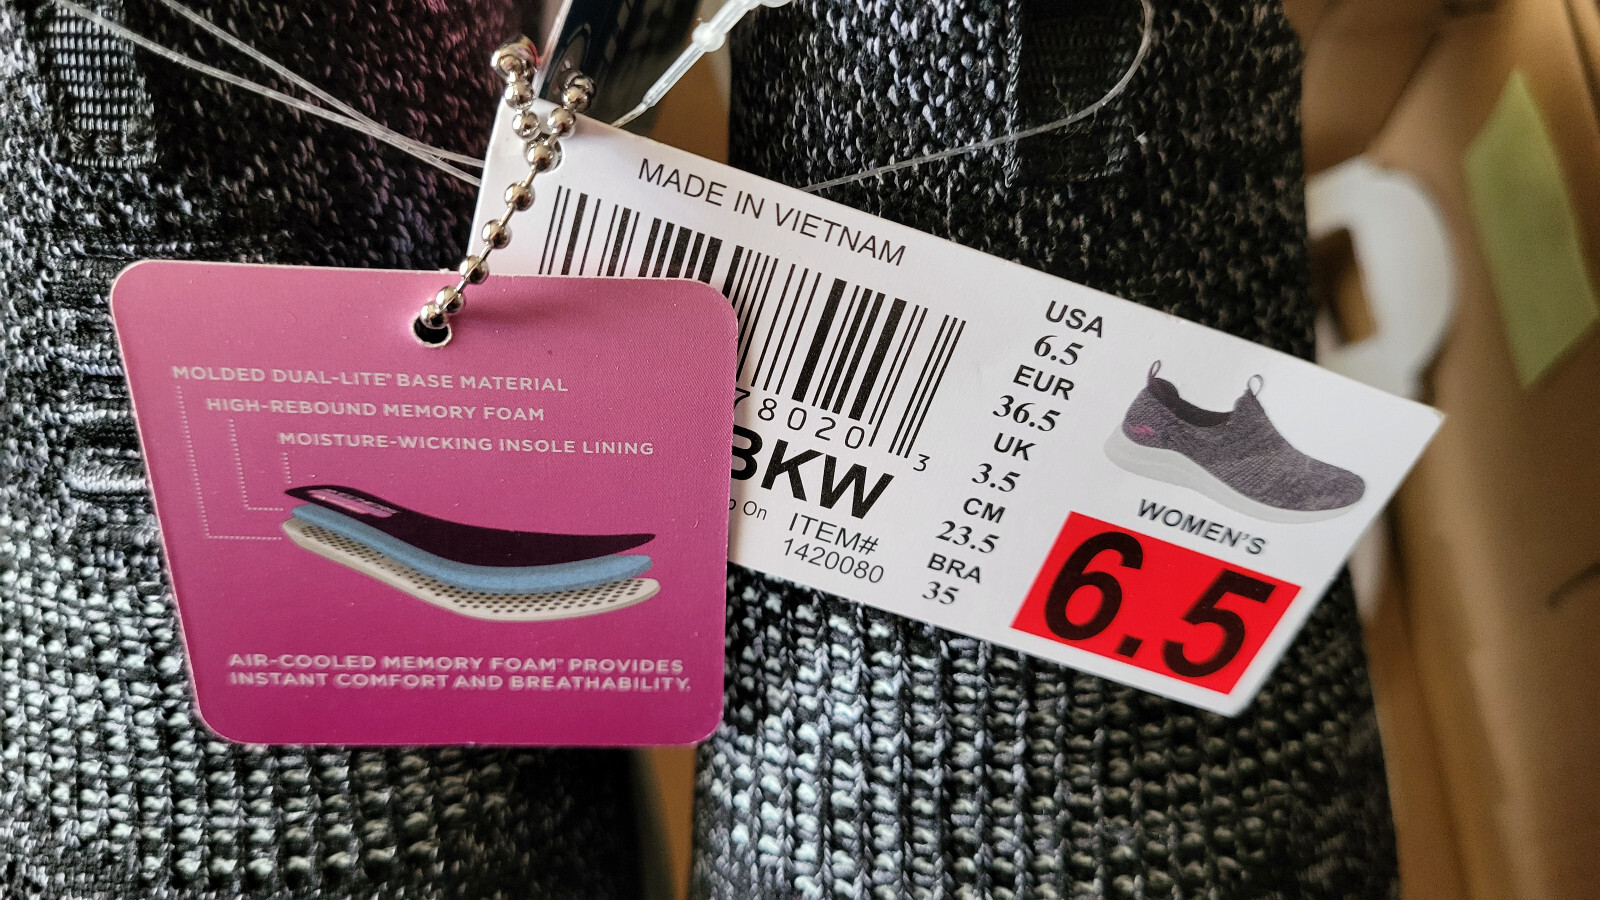 MADE IN VIETNAM
78020 3
BKW
On
ITEM#
1420080
USA
6.5
EUR
36.5
UK
3.5
CM
23.5
BRA
35
WOMEN'S
6.5
MOLDED DUAL-LITE® BASE MATERIAL
HIGH-REBOUND MEMORY FOAM
MOISTURE-WICKING INSOLE LINING
AIR-COOLED MEMORY FOAM™ PROVIDES
INSTANT COMFORT AND BREATHABILITY.